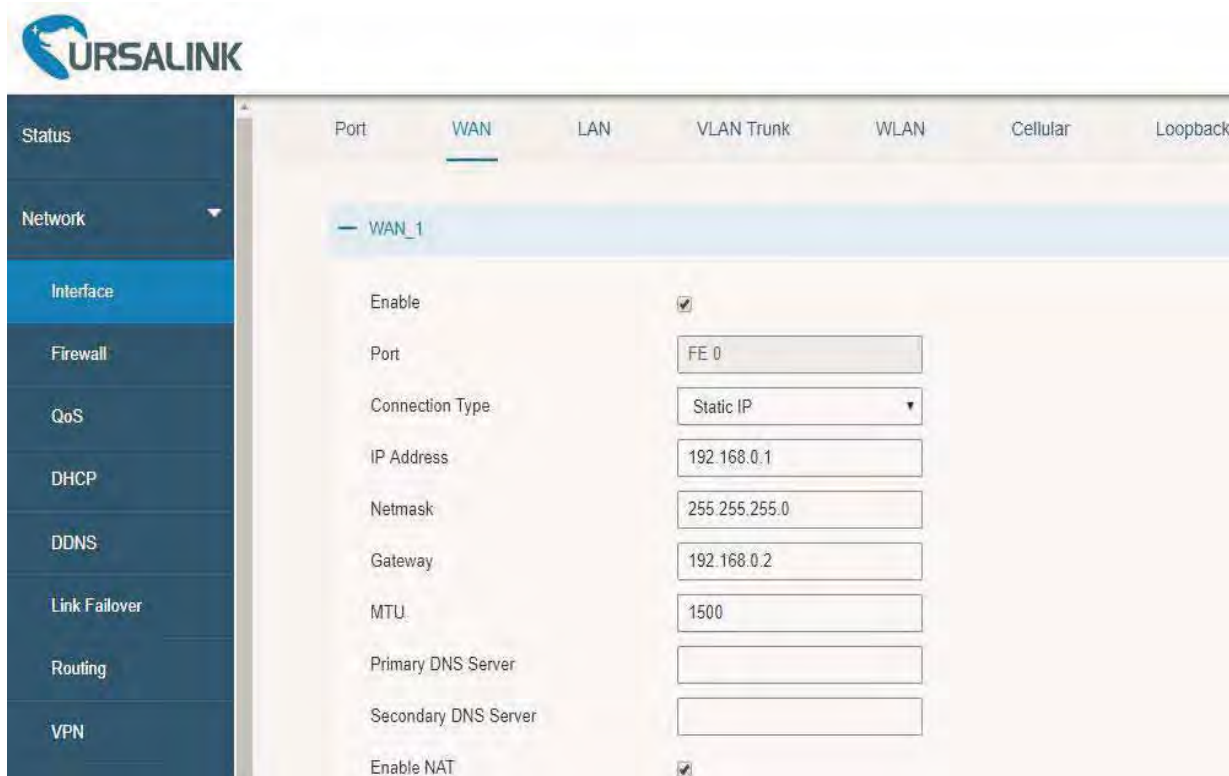 URSALINK
Port WAN LAN VLAN Trunk WLAN Cellular Loopback
Status
Network
Interface
Firewall
QoS
DHCP
DDNS
Link Failover
Routing
VPN
WAN_1
Enable
Port FE 0
Connection Type Static IP
IP Address 192.168.0.1
Netmask 255.255.255.0
Gateway 192.168.0.2
MTU 1500
Primary DNS Server
Secondary DNS Server
Enable NAT